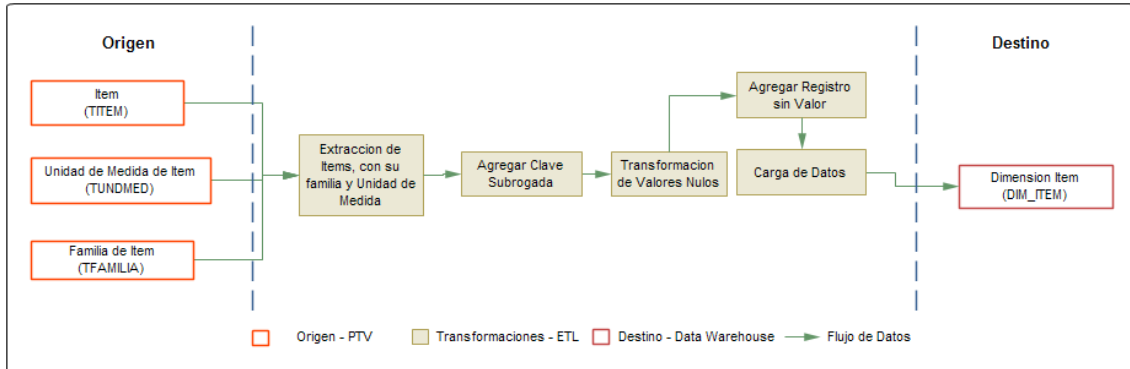 Origen
Destino
Item
(TITEM)
Unidad de Medida de Item
(TUNDMED)
Familia de Item
(TFAMILIA)
Extraccion de
Items, con su
familia y Unidad de
Medida
Agregar Clave
Subrogada
Transformacion
de Valores Nulos
Agregar Registro
sin Valor
Carga de Datos
Dimension Item
(DIM_ITEM)
Origen - PTV
Transformaciones - ETL
Destino - Data Warehouse
Flujo de Datos